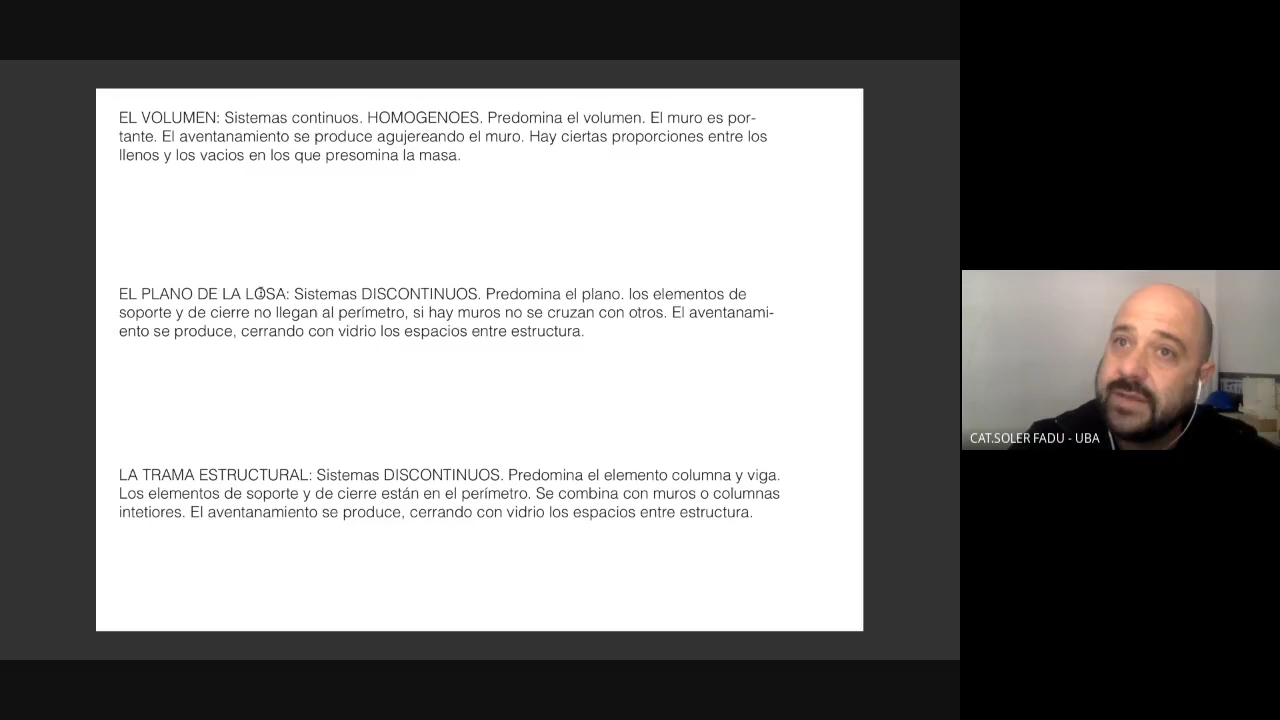 EL VOLUMEN: Sistemas continuos. HOMOGENOES. Predomina el volumen. El muro es por-
tante. El aventanamiento se produce agujereando el muro. Hay ciertas proporciones entre los
llenos y los vacios en los que presomina la masa.
EL PLANO DE LA LOSA: Sistemas DISCONTINUOS. Predomina el plano. los elementos de
soporte y de cierre no llegan al perímetro, si hay muros no se cruzan con otros. El aventanami-
ento se produce, cerrando con vidrio los espacios entre estructura.
LA TRAMA ESTRUCTURAL: Sistemas DISCONTINUOS. Predomina el elemento columna y viga.
Los elementos de soporte y de cierre están en el perímetro. Se combina con muros o columnas
intetiores. El aventanamiento se produce, cerrando con vidrio los espacios entre estructura.
CAT.SOLER FADU - UBA